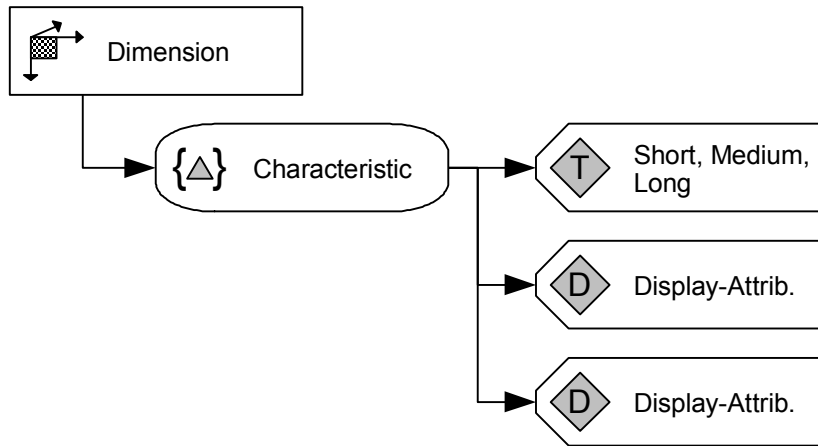 Dimension
{ } Characteristic
T Short, Medium,
Long
D Display-Attrib.
D Display-Attrib.